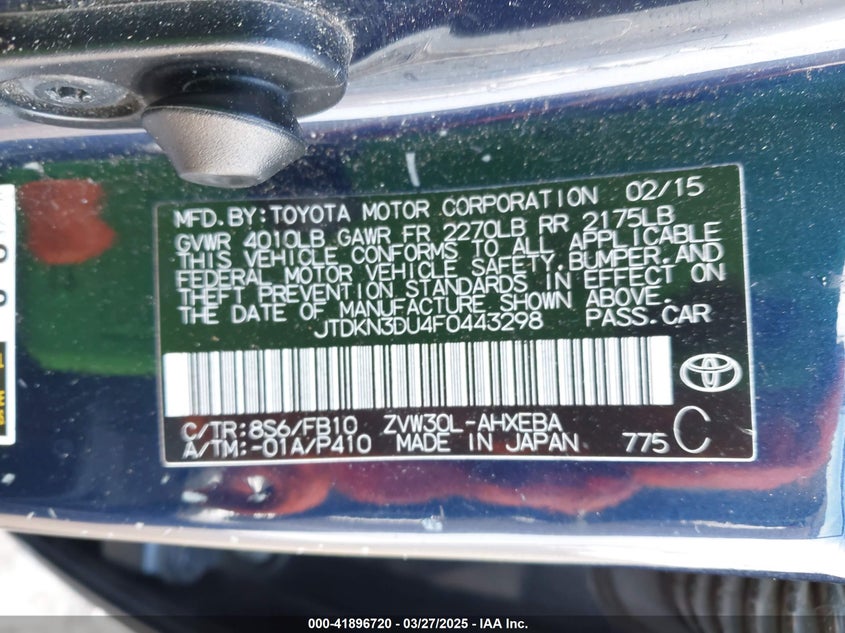 MFD. BY: TOYOTA MOTOR CORPORATION 02/15
GVWR 4010LB GAWR FR 2270LB RR 2175LB
THIS VEHICLE CONFORMS TO ALL APPLICABLE
FEDERAL MOTOR VEHICLE SAFETY, BUMPER, AND
THEFT PREVENTION STANDARDS IN EFFECT ON
THE DATE OF MANUFACTURE SHOWN ABOVE.
JTDKN3DU4F0443298 PASS.CAR
C/TR:8S6/FB10 ZVW30L-AHXEBA
A/TM:-01A/P410 MADE IN JAPAN 775 C
000-41896720 — 03/27/2025 — IAA Inc.